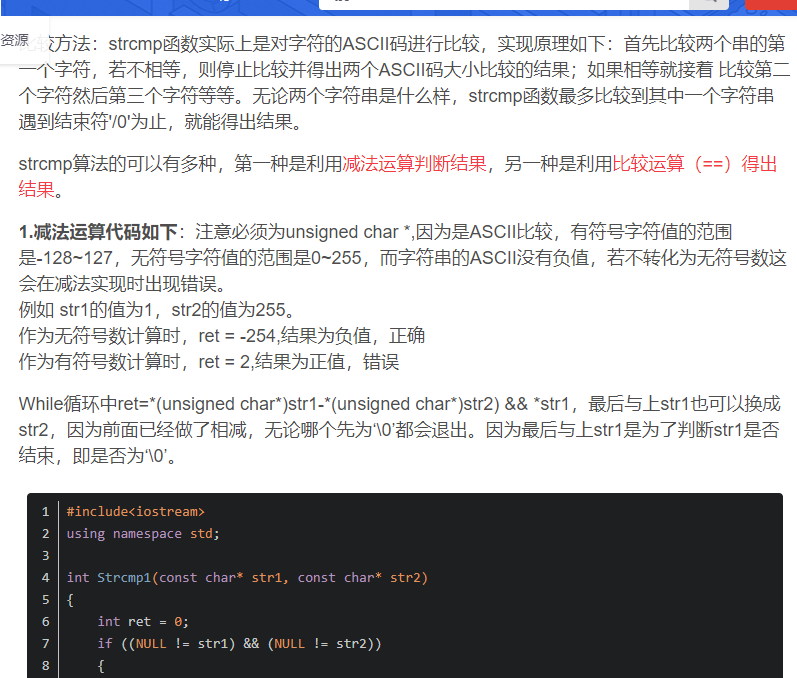 资源
比较方法：strcmp函数实际上是对字符的ASCII码进行比较，实现原理如下：首先比较两个串的第
一个字符，若不相等，则停止比较并得出两个ASCII码大小比较的结果；如果相等就接着 比较第二
个字符然后第三个字符等等。无论两个字符串是什么样，strcmp函数最多比较到其中一个字符串
遇到结束符'/0'为止，就能得出结果。
strcmp算法的可以有多种，第一种是利用减法运算判断结果，另一种是利用比较运算（==）得出
结果。
1.减法运算代码如下：注意必须为unsigned char *,因为是ASCII比较，有符号字符值的范围
是-128~127，无符号字符值的范围是0~255，而字符串的ASCII没有负值，若不转化为无符号数这
会在减法实现时出现错误。
例如 str1的值为1，str2的值为255。
作为无符号数计算时，ret = -254,结果为负值，正确
作为有符号数计算时，ret = 2,结果为正值，错误
While循环中ret=*(unsigned char*)str1-*(unsigned char*)str2) && *str1，最后与上str1也可以换成
str2，因为前面已经做了相减，无论哪个先为‘\0’都会退出。因为最后与上str1是为了判断str1是否
结束，即是否为‘\0’。
1 #include<iostream>
2 using namespace std;
3
4 int Strcmp1(const char* str1, const char* str2)
5 {
6 int ret = 0;
7 if ((NULL != str1) && (NULL != str2))
8 {